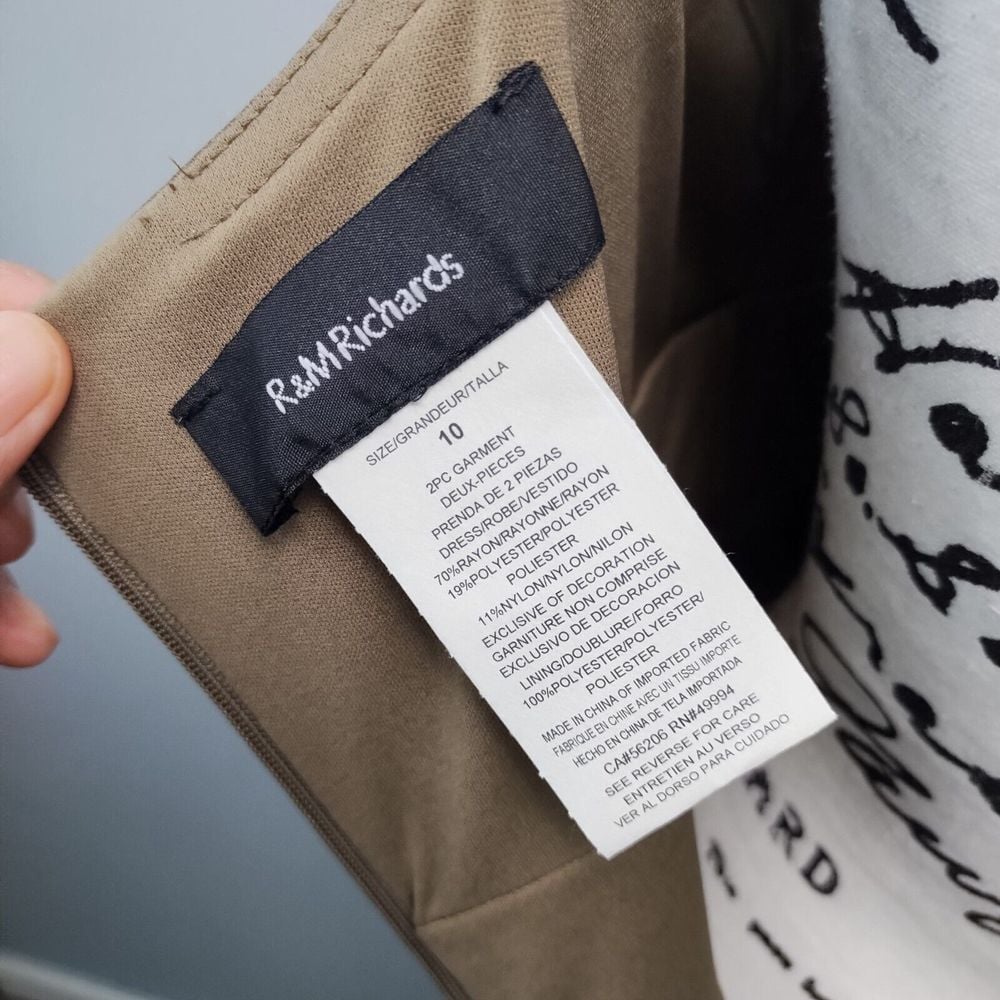 R&MRichards
SIZE/GRANDEUR/TALLA
10
2PC GARMENT
DEUX-PIECES
PRENDA DE 2 PIEZAS
DRESS/ROBE/VESTIDO
70%RAYON/RAYONNE/RAYON
19%POLYESTER/POLYESTER
POLIESTER
11%NYLON/NYLON/NILON
EXCLUSIVE OF DECORATION
GARNITURE NON COMPRISE
EXCLUSIVO DE DECORACION
LINING/DOUBLURE/FORRO
100%POLYESTER/POLYESTER/
POLIESTER
MADE IN CHINA OF IMPORTED FABRIC
FABRIQUE EN CHINE AVEC UN TISSU IMPORTE
HECHO EN CHINA DE TELA IMPORTADA
CA#56206 RN#49994
SEE REVERSE FOR CARE
ENTRETIEN AU VERSO
VER AL DORSO PARA CUIDADO